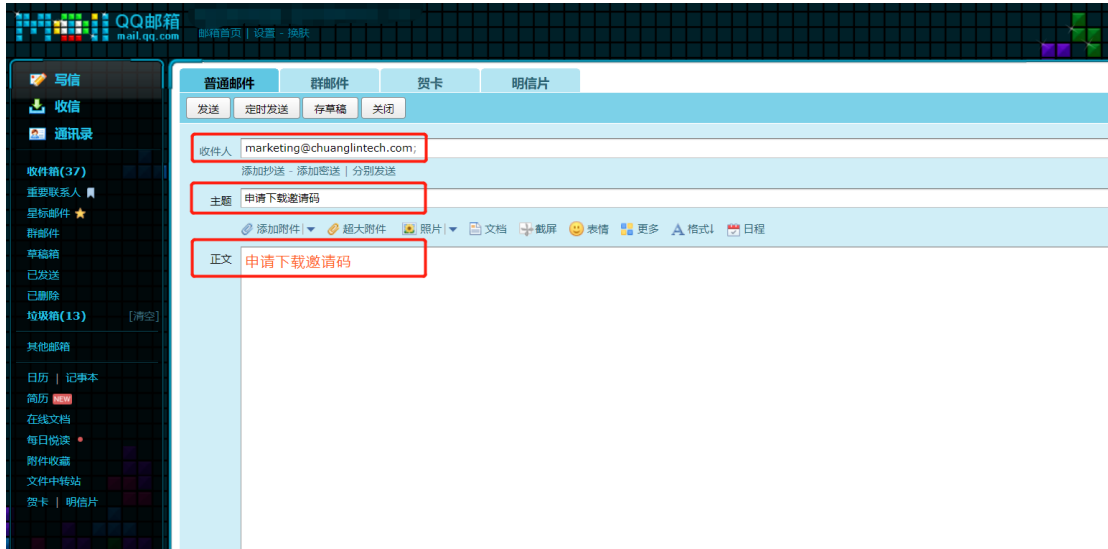 Mail QQ邮箱
mail.qq.com
邮箱首页 | 设置 - 换肤
写信
收信
通讯录
收件箱(37)
重要联系人
星标邮件
群邮件
草稿箱
已发送
已删除
垃圾箱(13) [清空]
其他邮箱
日历 | 记事本
简历 NEW
在线文档
每日悦读
附件收藏
文件中转站
贺卡 | 明信片
普通邮件 群邮件 贺卡 明信片
发送 定时发送 存草稿 关闭
收件人 marketing@chuanglintech.com;
添加抄送 - 添加密送 | 分别发送
主题 申请下载邀请码
添加附件 | 超大附件 照片 | 文档 截屏 表情 更多 格式↓ 日程
正文 申请下载邀请码